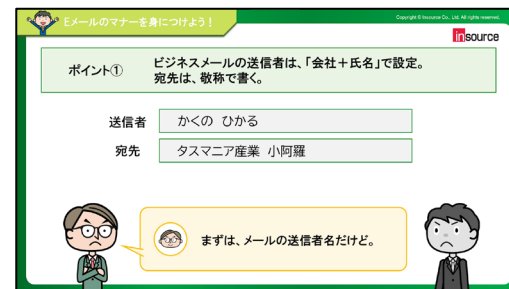 Eメールのマナーを身につけよう!
Copyright © Insource Co., Ltd. All rights reserved.
insource
ポイント①
ビジネスメールの送信者は、「会社+氏名」で設定。
宛先は、敬称で書く。
送信者 かくの ひかる
宛先 タスマニア産業 小阿羅
まずは、メールの送信者名だけど。